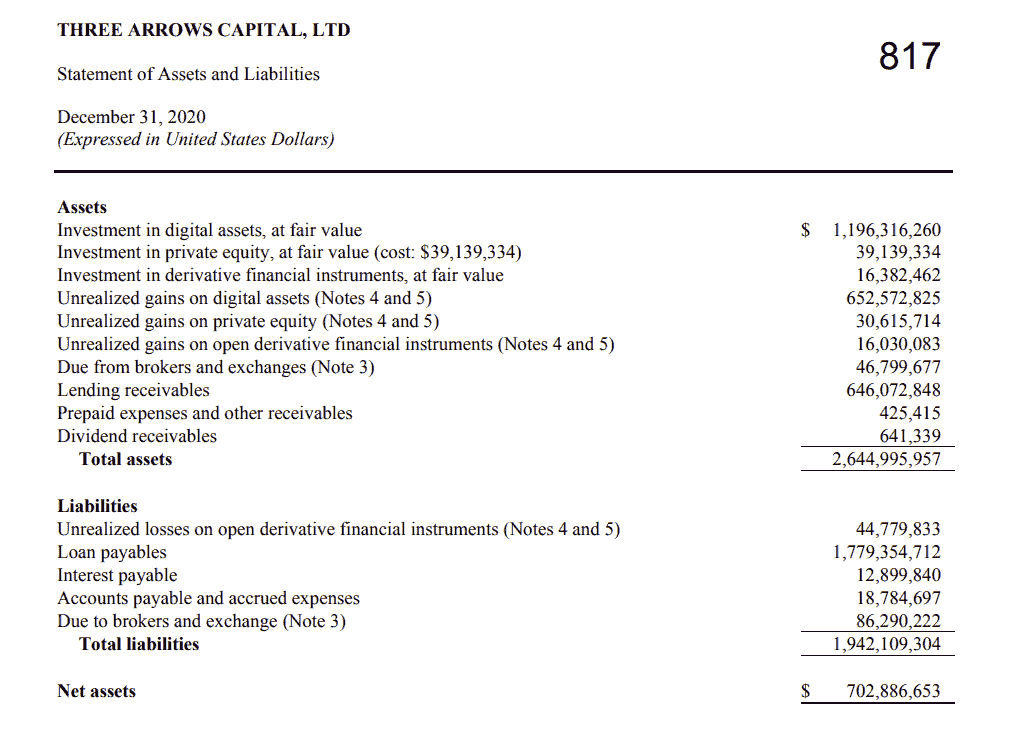 THREE ARROWS CAPITAL, LTD
817
Statement of Assets and Liabilities
December 31, 2020
(Expressed in United States Dollars)
Assets
Investment in digital assets, at fair value $ 1,196,316,260
Investment in private equity, at fair value (cost: $39,139,334) 39,139,334
Investment in derivative financial instruments, at fair value 16,382,462
Unrealized gains on digital assets (Notes 4 and 5) 652,572,825
Unrealized gains on private equity (Notes 4 and 5) 30,615,714
Unrealized gains on open derivative financial instruments (Notes 4 and 5) 16,030,083
Due from brokers and exchanges (Note 3) 46,799,677
Lending receivables 646,072,848
Prepaid expenses and other receivables 425,415
Dividend receivables 641,339
Total assets 2,644,995,957
Liabilities
Unrealized losses on open derivative financial instruments (Notes 4 and 5) 44,779,833
Loan payables 1,779,354,712
Interest payable 12,899,840
Accounts payable and accrued expenses 18,784,697
Due to brokers and exchange (Note 3) 86,290,222
Total liabilities 1,942,109,304
Net assets $ 702,886,653